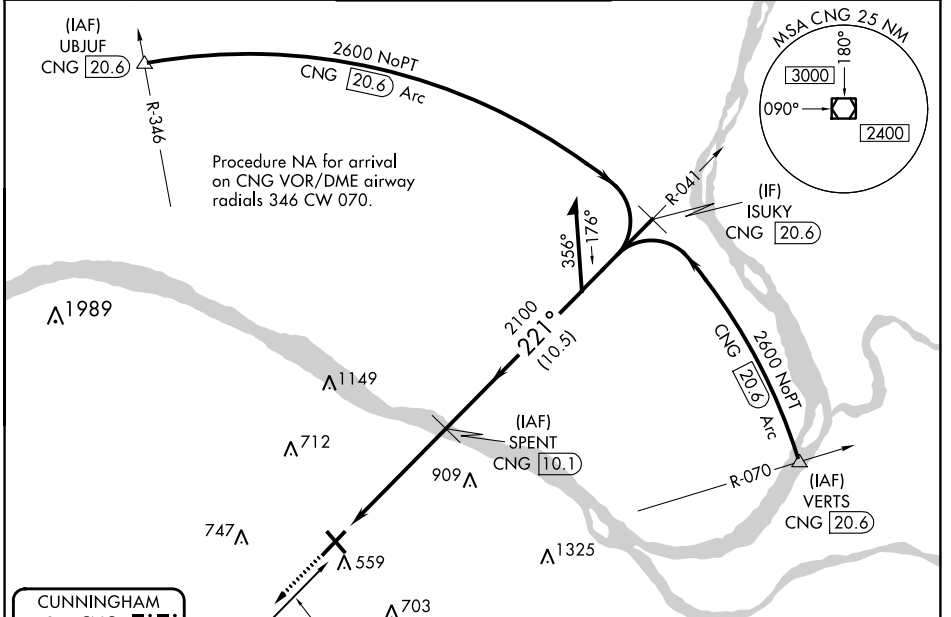 (IAF)
UBJUF
CNG 20.6
R-346
2600 NoPT
CNG 20.6 Arc
Procedure NA for arrival
on CNG VOR/DME airway
radials 346 CW 070.
MSA CNG 25 NM
180°
3000
090°
2400
R-041
(IF)
ISUKY
CNG 20.6
356°
176°
2100
221°
(10.5)
2600 NoPT
CNG 20.6 Arc
1989
1149
712
(IAF)
SPENT
CNG 10.1
909
R-070
(IAF)
VERTS
CNG 20.6
747
559
1325
703
CUNNINGHAM